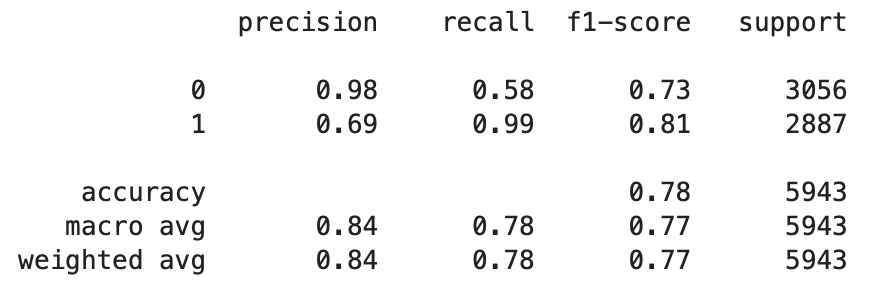 precision recall f1-score support
0 0.98 0.58 0.73 3056
1 0.69 0.99 0.81 2887
accuracy 0.78 5943
macro avg 0.84 0.78 0.77 5943
weighted avg 0.84 0.78 0.77 5943